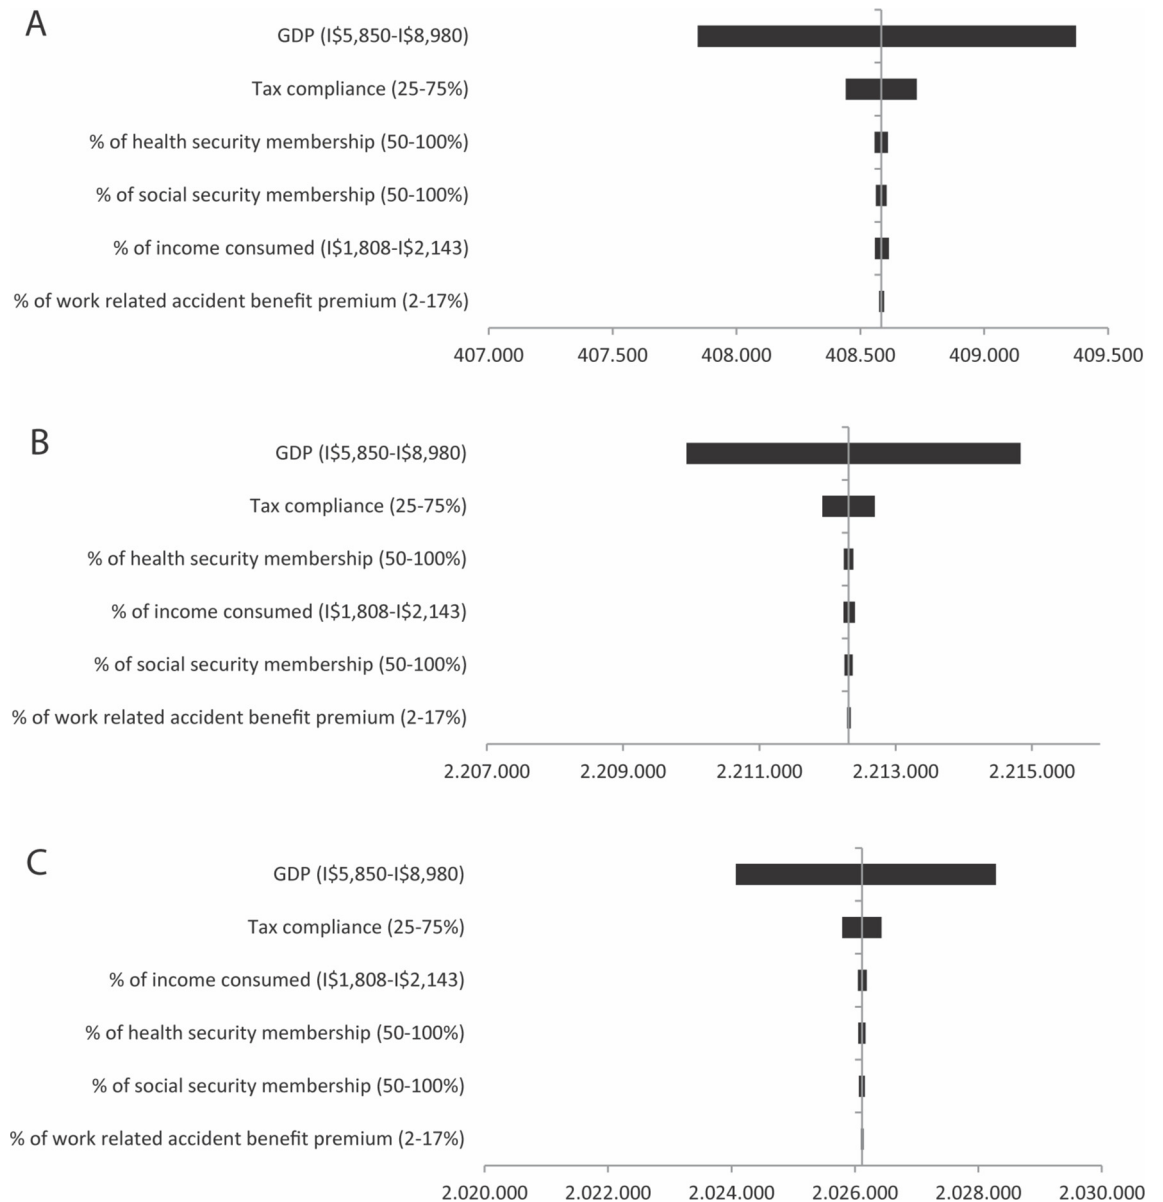 A
GDP (I$5,850-I$8,980)
Tax compliance (25-75%)
% of health security membership (50-100%)
% of social security membership (50-100%)
% of income consumed (I$1,808-I$2,143)
% of work related accident benefit premium (2-17%)
407.000 407.500 408.000 408.500 409.000 409.500
B
GDP (I$5,850-I$8,980)
Tax compliance (25-75%)
% of health security membership (50-100%)
% of income consumed (I$1,808-I$2,143)
% of social security membership (50-100%)
% of work related accident benefit premium (2-17%)
2.207.000 2.209.000 2.211.000 2.213.000 2.215.000
C
GDP (I$5,850-I$8,980)
Tax compliance (25-75%)
% of income consumed (I$1,808-I$2,143)
% of health security membership (50-100%)
% of social security membership (50-100%)
% of work related accident benefit premium (2-17%)
2.020.000 2.022.000 2.024.000 2.026.000 2.028.000 2.030.000